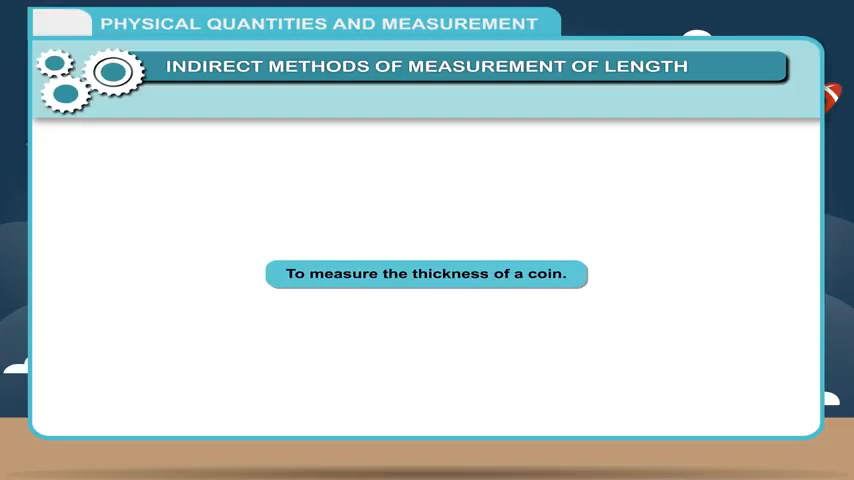 PHYSICAL QUANTITIES AND MEASUREMENT
INDIRECT METHODS OF MEASUREMENT OF LENGTH
To measure the thickness of a coin.